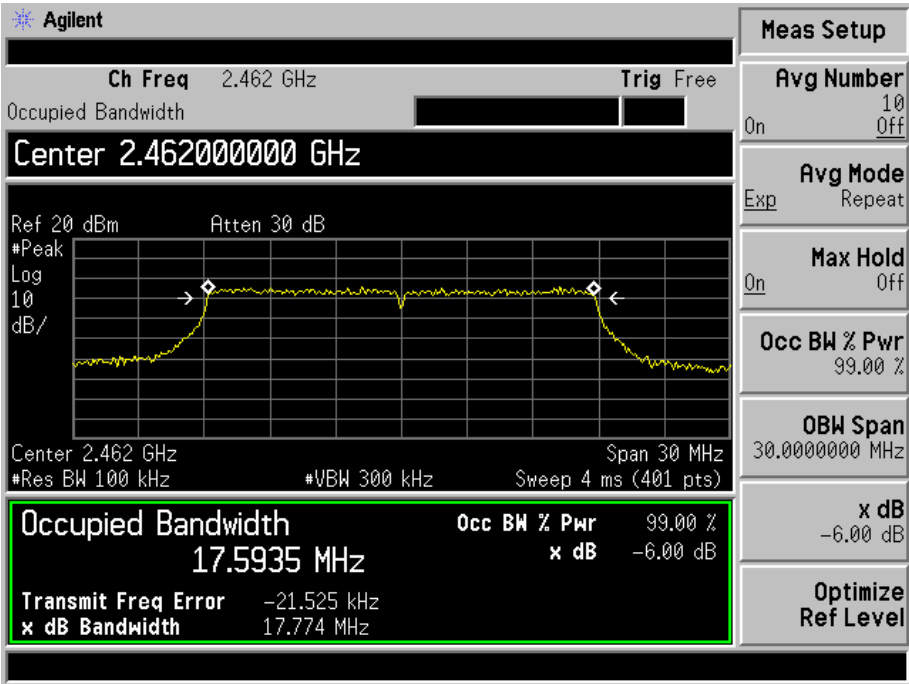 Agilent
Ch Freq 2.462 GHz Trig Free
Occupied Bandwidth
Center 2.462000000 GHz
Ref 20 dBm Atten 30 dB
#Peak
Log
10
dB/
Center 2.462 GHz Span 30 MHz
#Res BW 100 kHz #VBW 300 kHz Sweep 4 ms (401 pts)
Occupied Bandwidth Occ BW % Pwr 99.00 %
17.5935 MHz x dB -6.00 dB
Transmit Freq Error -21.525 kHz
x dB Bandwidth 17.774 MHz
Meas Setup
Avg Number
10
On Off
Avg Mode
Exp Repeat
Max Hold
On Off
Occ BW % Pwr
99.00 %
OBW Span
30.0000000 MHz
x dB
-6.00 dB
Optimize
Ref Level